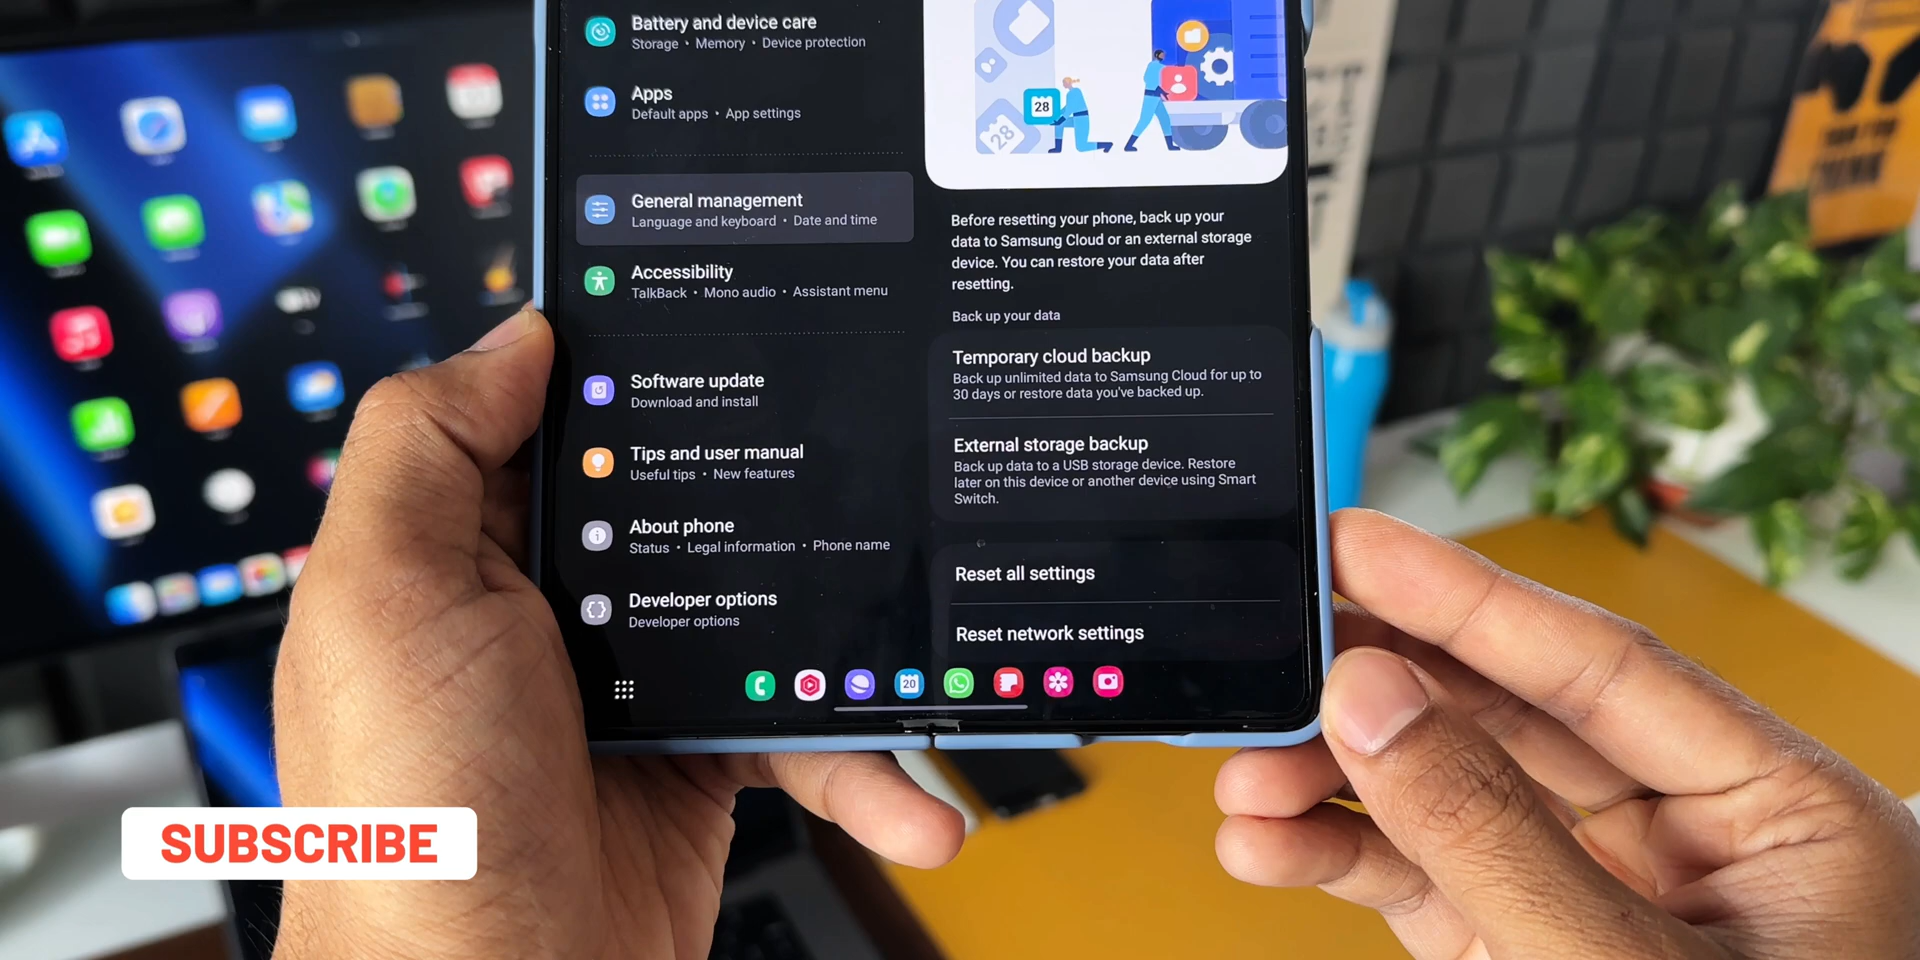 Battery and device care
Storage • Memory • Device protection
Apps
Default apps • App settings
General management
Language and keyboard • Date and time
Accessibility
TalkBack • Mono audio • Assistant menu
Software update
Download and install
Tips and user manual
Useful tips • New features
About phone
Status • Legal information • Phone name
Developer options
Developer options
28
28
Before resetting your phone, back up your
data to Samsung Cloud or an external storage
device. You can restore your data after
resetting.
Back up your data
Temporary cloud backup
Back up unlimited data to Samsung Cloud for up to
30 days or restore data you've backed up.
External storage backup
Back up data to a USB storage device. Restore
later on this device or another device using Smart
Switch.
Reset all settings
Reset network settings
20
SUBSCRIBE